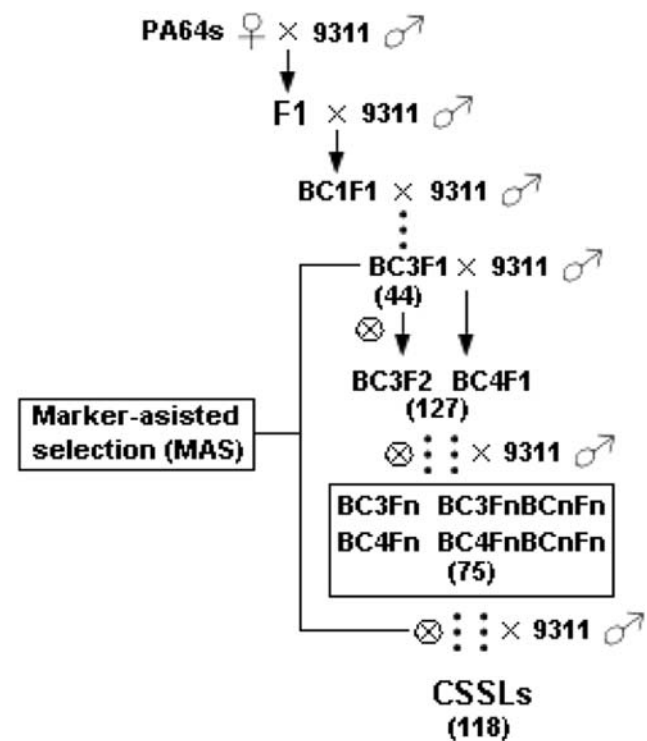 PA64s ♀ × 9311 ♂
F1 × 9311 ♂
BC1F1 × 9311 ♂
BC3F1 × 9311 ♂
(44)
⊗
BC3F2 BC4F1
(127)
Marker-asisted
selection (MAS)
⊗ × 9311 ♂
BC3Fn BC3FnBCnFn
BC4Fn BC4FnBCnFn
(75)
⊗ × 9311 ♂
CSSLs
(118)